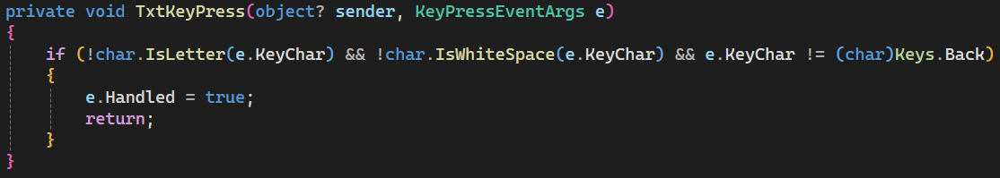 private void TxtKeyPress(object? sender, KeyPressEventArgs e)
{
if (!char.IsLetter(e.KeyChar) && !char.IsWhiteSpace(e.KeyChar) && e.KeyChar != (char)Keys.Back)
{
e.Handled = true;
return;
}
}